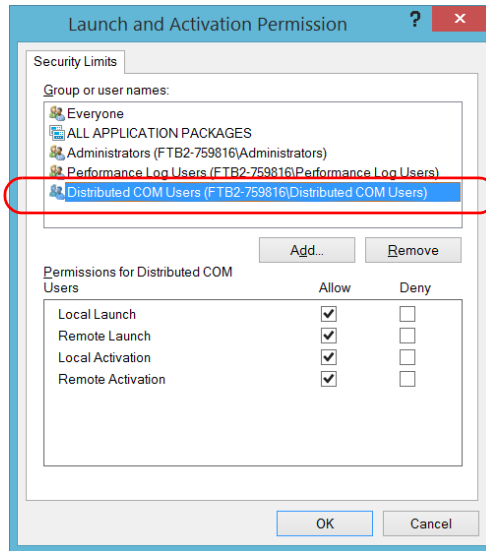 Launch and Activation Permission
?
×
Security Limits
Group or user names:
Everyone
ALL APPLICATION PACKAGES
Administrators (FTB2-759816\Administrators)
Performance Log Users (FTB2-759816\Performance Log Users)
Distributed COM Users (FTB2-759816\Distributed COM Users)
Add... Remove
Permissions for Distributed COM
Users Allow Deny
Local Launch
Remote Launch
Local Activation
Remote Activation
OK Cancel